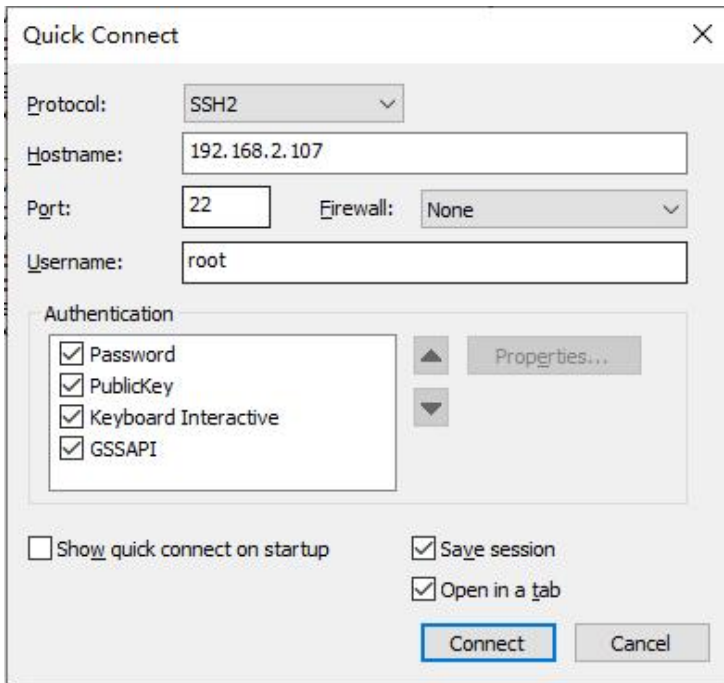 Quick Connect
Protocol: SSH2
Hostname: 192.168.2.107
Port: 22 Firewall: None
Username: root
Authentication
Password Properties...
PublicKey
Keyboard Interactive
GSSAPI
Show quick connect on startup Save session
Open in a tab
Connect Cancel